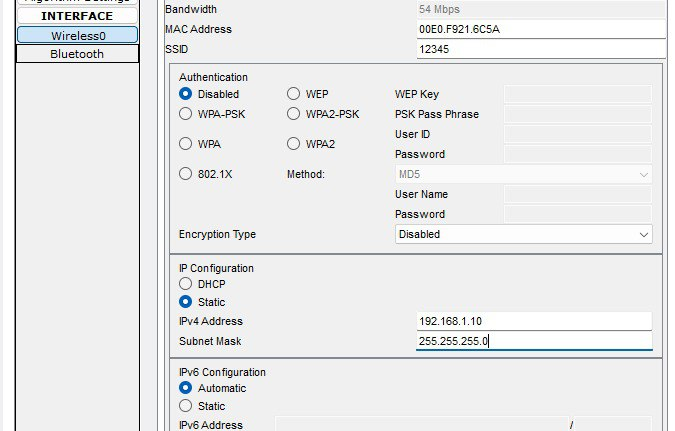 INTERFACE
Wireless0
Bluetooth
Bandwidth 54 Mbps
MAC Address 00E0.F921.6C5A
SSID 12345
Authentication
Disabled WEP WEP Key
WPA-PSK WPA2-PSK PSK Pass Phrase
User ID
WPA WPA2
Password
802.1X Method: MD5
User Name
Password
Encryption Type Disabled
IP Configuration
DHCP
Static
IPv4 Address 192.168.1.10
Subnet Mask 255.255.255.0
IPv6 Configuration
Automatic
Static
IPv6 Address /